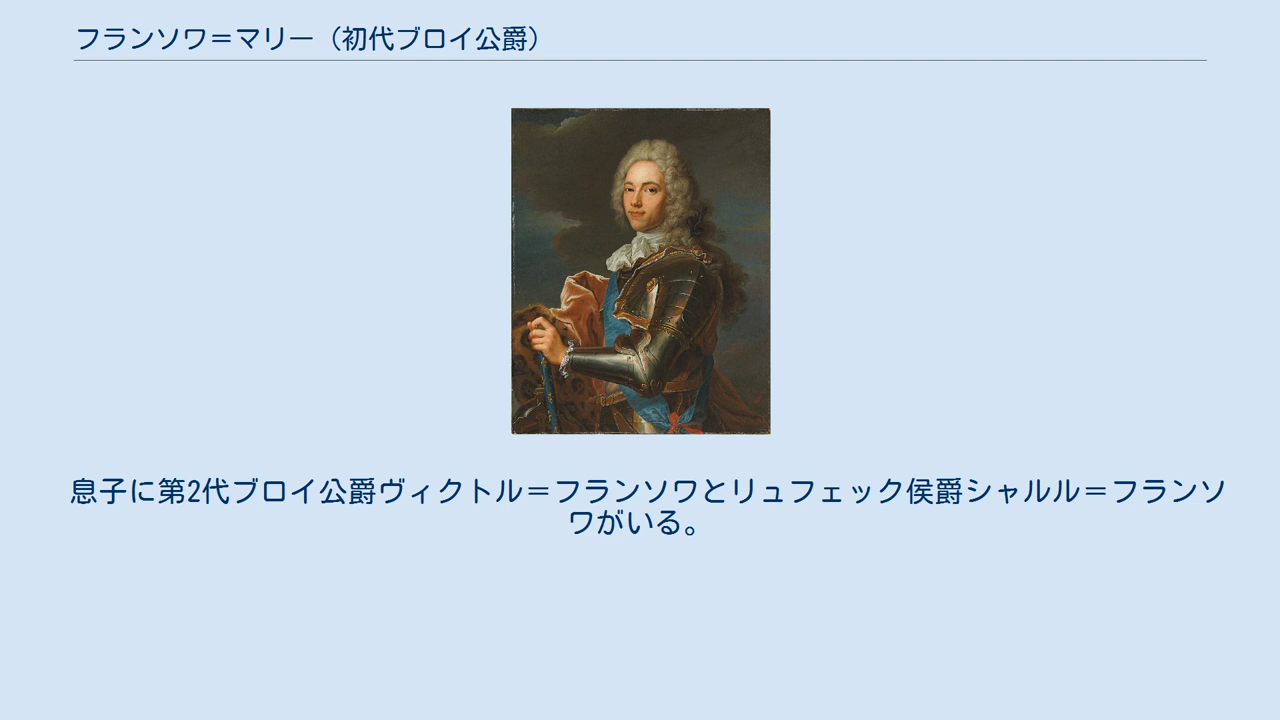 フランソワ＝マリー（初代ブロイ公爵）
息子に第2代ブロイ公爵ヴィクトル＝フランソワとリュフェック侯爵シャルル＝フランソ
ワがいる。